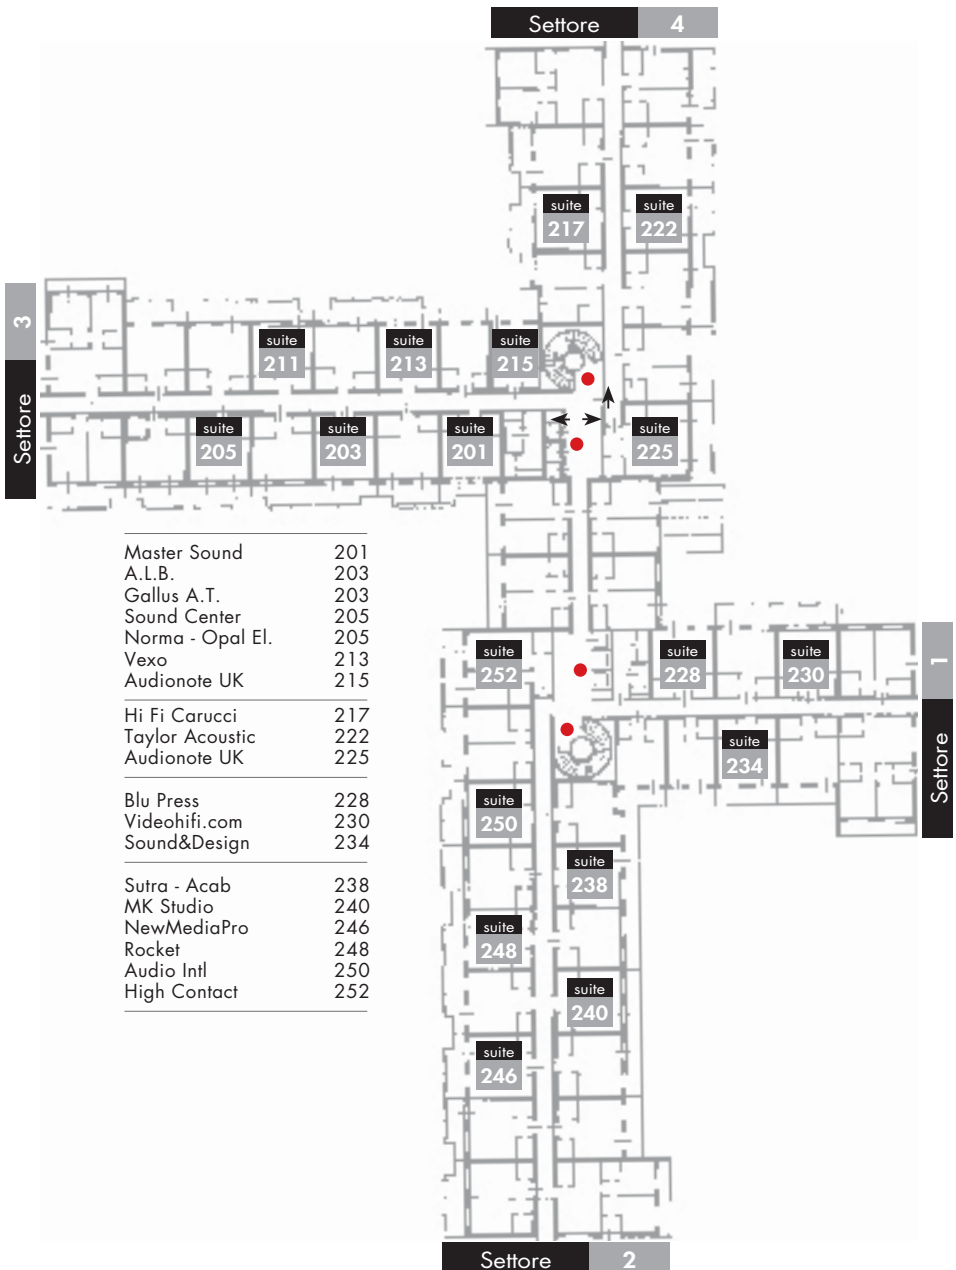 Settore 4
suite
217
suite
222
3
Settore
suite
211
suite
213
suite
215
suite
205
suite
203
suite
201
suite
225
Master Sound 201
A.L.B. 203
Gallus A.T. 203
Sound Center 205
Norma - Opal El. 205
Vexo 213
Audionote UK 215
Hi Fi Carucci 217
Taylor Acoustic 222
Audionote UK 225
Blu Press 228
Videohifi.com 230
Sound&Design 234
Sutra - Acab 238
MK Studio 240
NewMediaPro 246
Rocket 248
Audio Intl 250
High Contact 252
suite
252
suite
228
suite
230
1
Settore
suite
234
suite
250
suite
238
suite
248
suite
240
suite
246
Settore 2